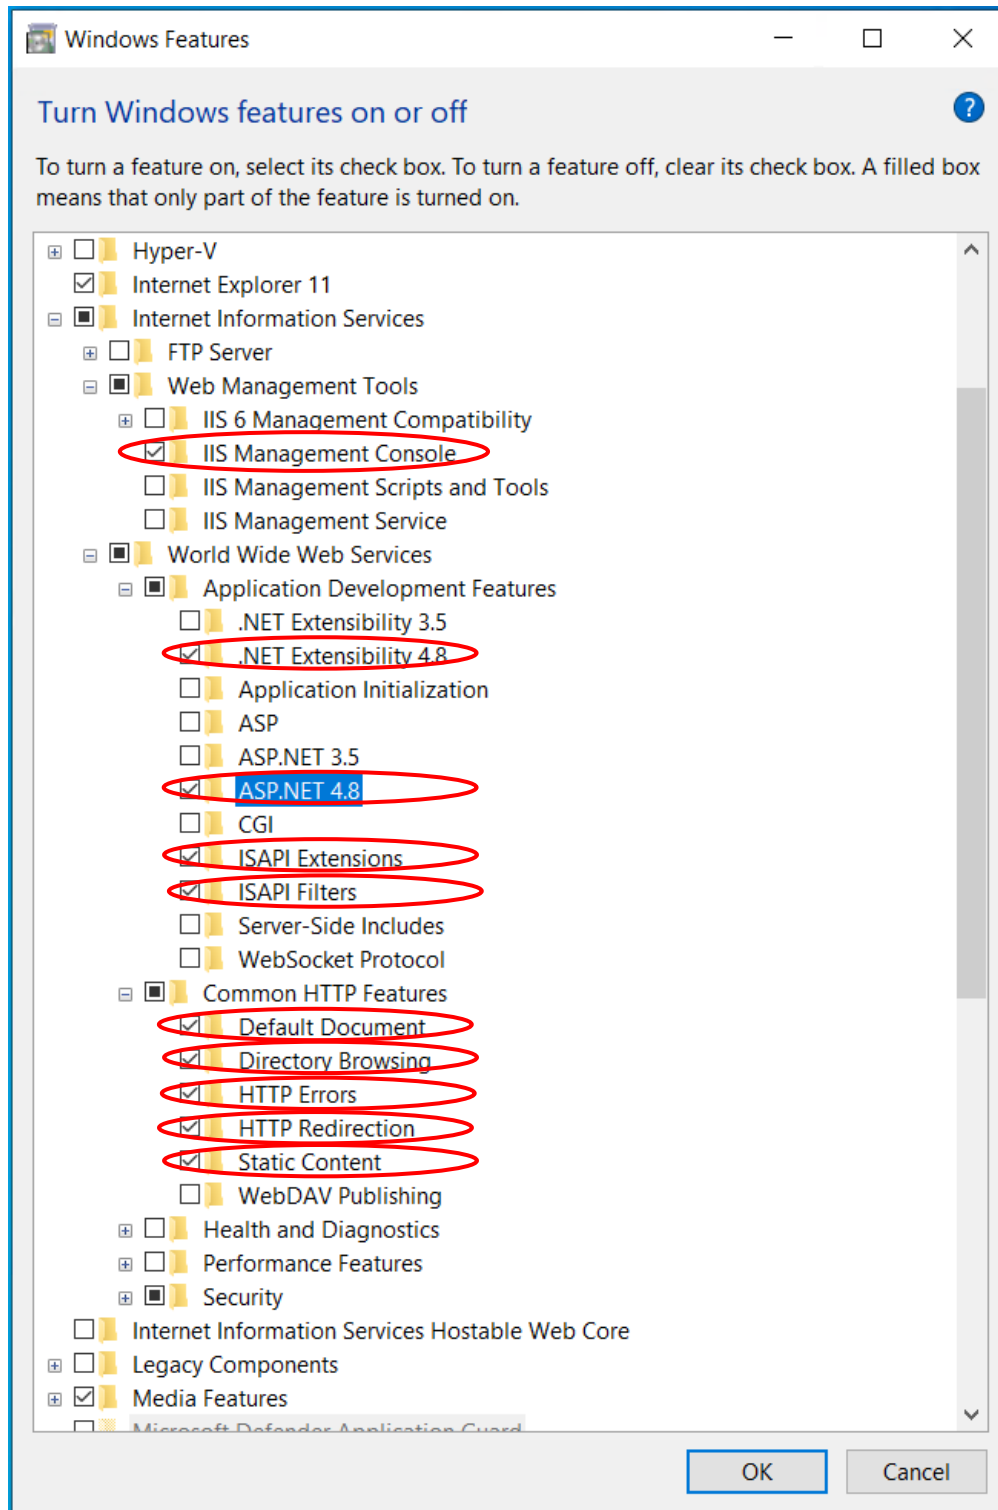 Windows Features
Turn Windows features on or off
?
To turn a feature on, select its check box. To turn a feature off, clear its check box. A filled box
means that only part of the feature is turned on.
Hyper-V
Internet Explorer 11
Internet Information Services
FTP Server
Web Management Tools
IIS 6 Management Compatibility
IIS Management Console
IIS Management Scripts and Tools
IIS Management Service
World Wide Web Services
Application Development Features
.NET Extensibility 3.5
.NET Extensibility 4.8
Application Initialization
ASP
ASP.NET 3.5
ASP.NET 4.8
CGI
ISAPI Extensions
ISAPI Filters
Server-Side Includes
WebSocket Protocol
Common HTTP Features
Default Document
Directory Browsing
HTTP Errors
HTTP Redirection
Static Content
WebDAV Publishing
Health and Diagnostics
Performance Features
Security
Internet Information Services Hostable Web Core
Legacy Components
Media Features
Microsoft Defender Application Guard
OK
Cancel